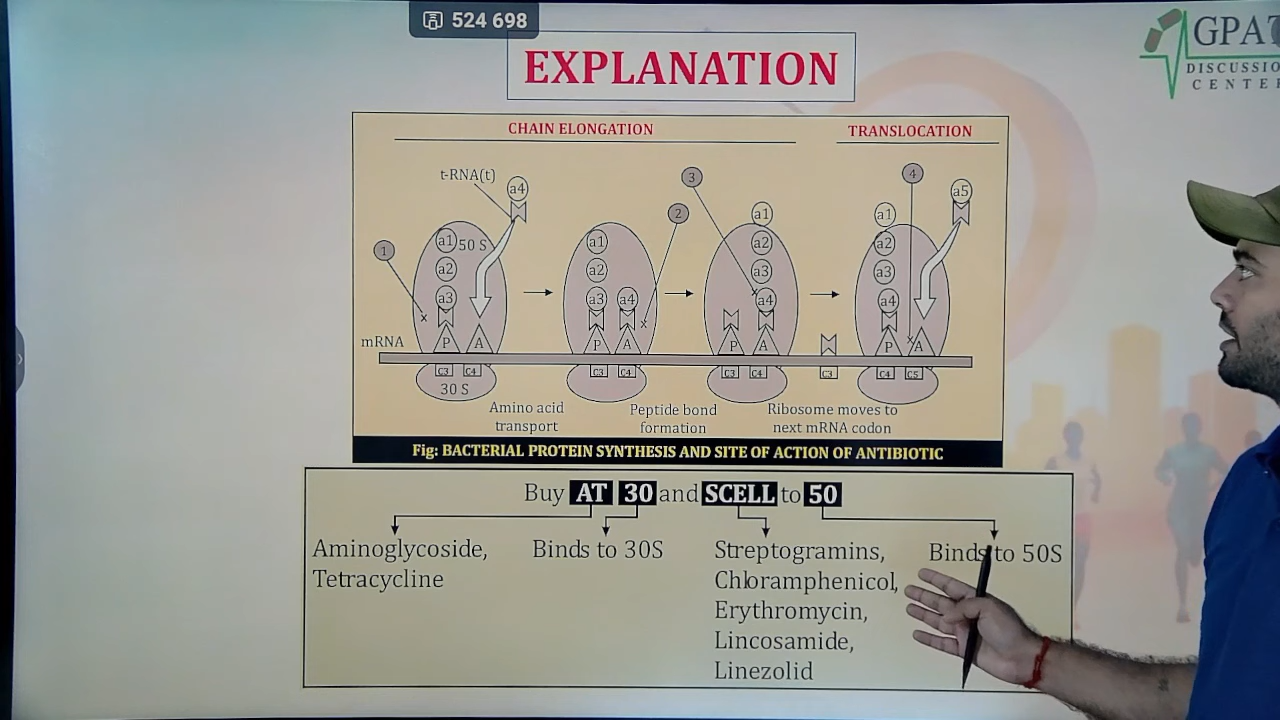 524 698
GPAT
DISCUSSION
CENTER
EXPLANATION
CHAIN ELONGATION
TRANSLOCATION
t-RNA(t)
a4
3
4
a5
2
1
a1 50 S
a2
a3
a1
a2
a3 a4
a1
a2
a3
a4
a1
a2
a3
a4
mRNA
P A
P A
P A
P A
C3 C4
C3 C4
C3 C4
C3
C4 C5
30 S
Amino acid
transport
Peptide bond
formation
Ribosome moves to
next mRNA codon
Fig: BACTERIAL PROTEIN SYNTHESIS AND SITE OF ACTION OF ANTIBIOTIC
Buy AT 30 and SCELL to 50
Aminoglycoside,
Tetracycline
Binds to 30S
Streptogramins,
Chloramphenicol,
Erythromycin,
Lincosamide,
Linezolid
Binds to 50S